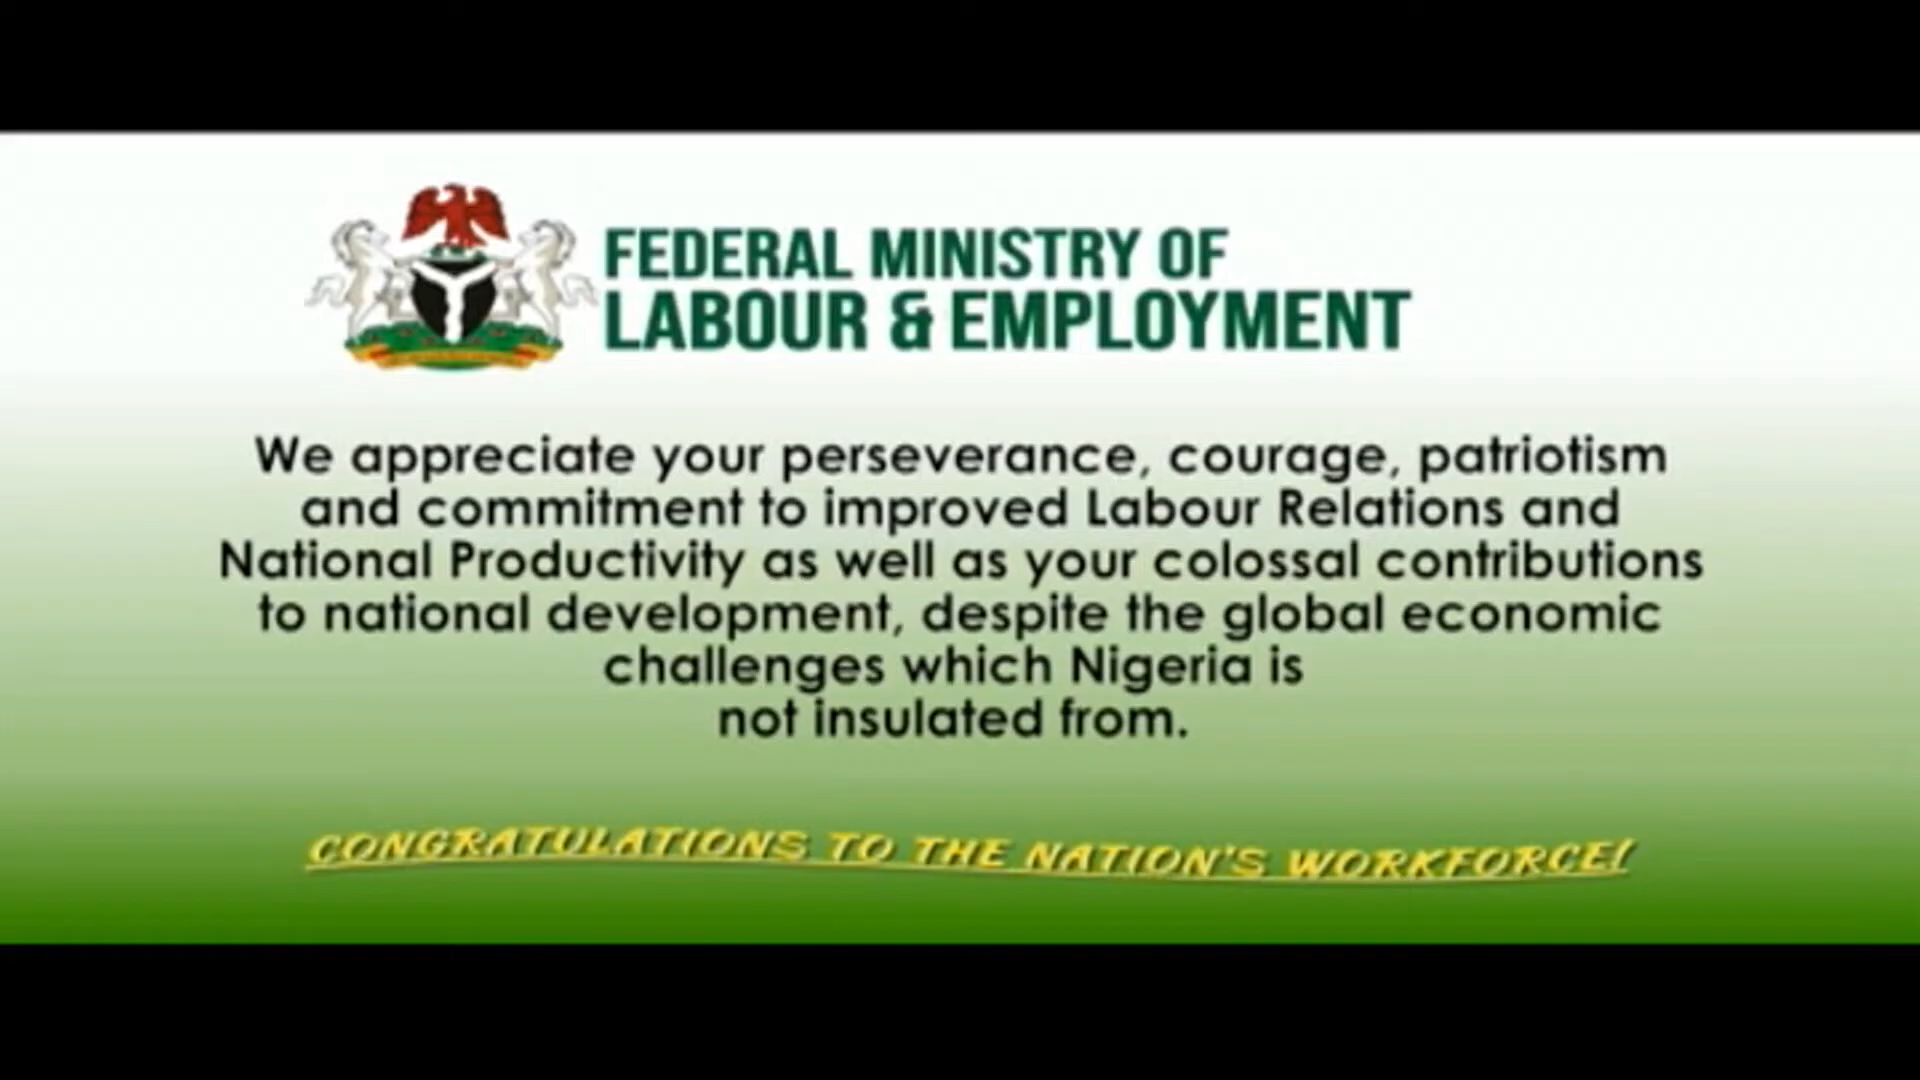 FEDERAL MINISTRY OF
LABOUR & EMPLOYMENT
We appreciate your perseverance, courage, patriotism
and commitment to improved Labour Relations and
National Productivity as well as your colossal contributions
to national development, despite the global economic
challenges which Nigeria is
not insulated from.
CONGRATULATIONS TO THE NATION'S WORKFORCE!